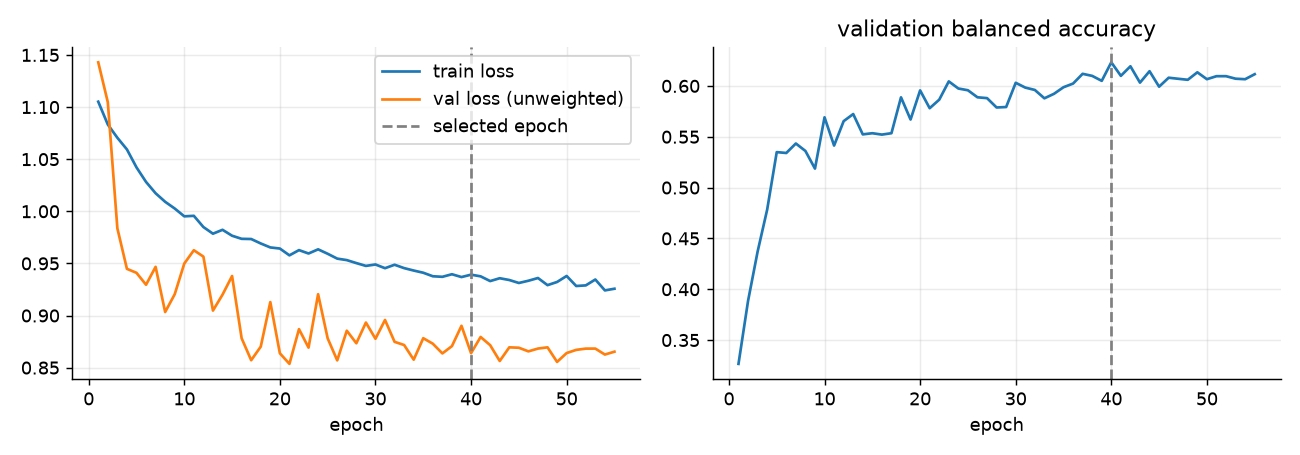 validation balanced accuracy
1.15
1.10
1.05
1.00
0.95
0.90
0.85
train loss
val loss (unweighted)
selected epoch
0 10 20 30 40 50
epoch
0.60
0.55
0.50
0.45
0.40
0.35
0 10 20 30 40 50
epoch